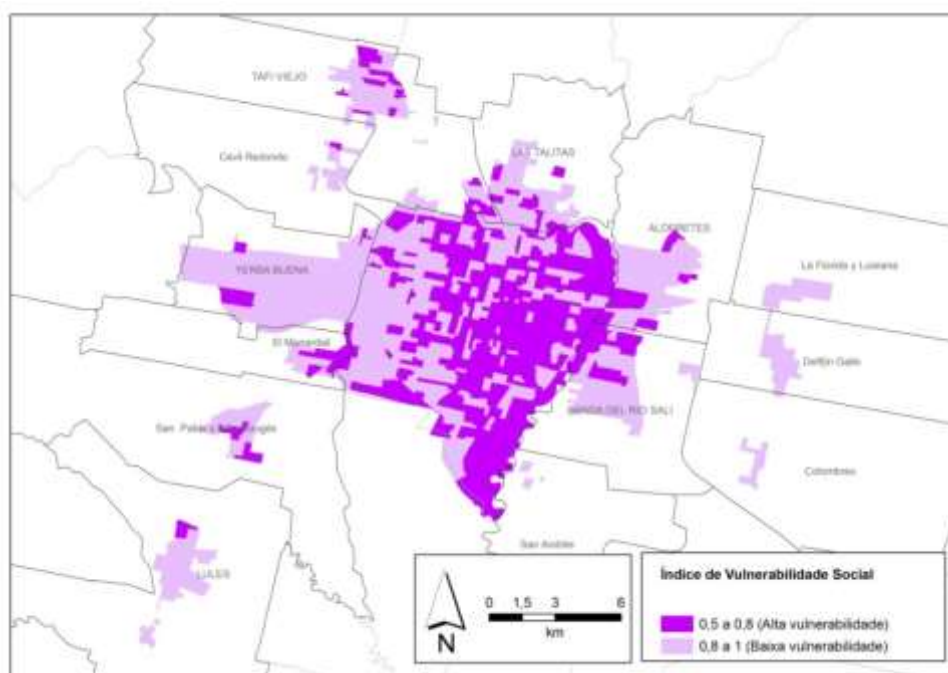 TAFI VIEJO
LAS TALITAS
Cevil Redondo
ALDERETES
La Florida y Luisiana
YERBA BUENA
El Manantial
Delfín Gallo
BANDA DEL RIO SALI
San Pablo
Colombres
San Andrés
LULES
Índice de Vulnerabilidade Social
0 1,5 3 6
km
N
0,5 a 0,8 (Alta vulnerabilidade)
0,8 a 1 (Baixa vulnerabilidade)